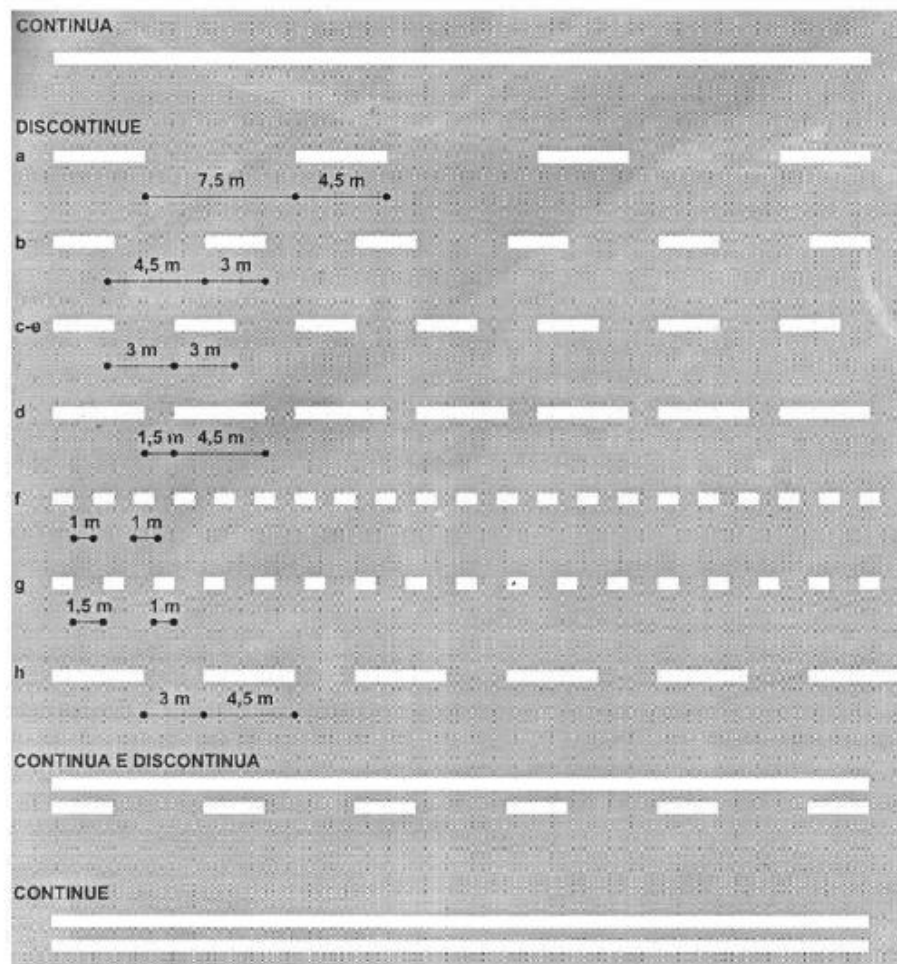 CONTINUA
DISCONTINUE
a
7,5 m 4,5 m
b
4,5 m 3 m
c-e
3 m 3 m
d
1,5 m 4,5 m
f
1 m 1 m
g
1,5 m 1 m
h
3 m 4,5 m
CONTINUA E DISCONTINUA
CONTINUE